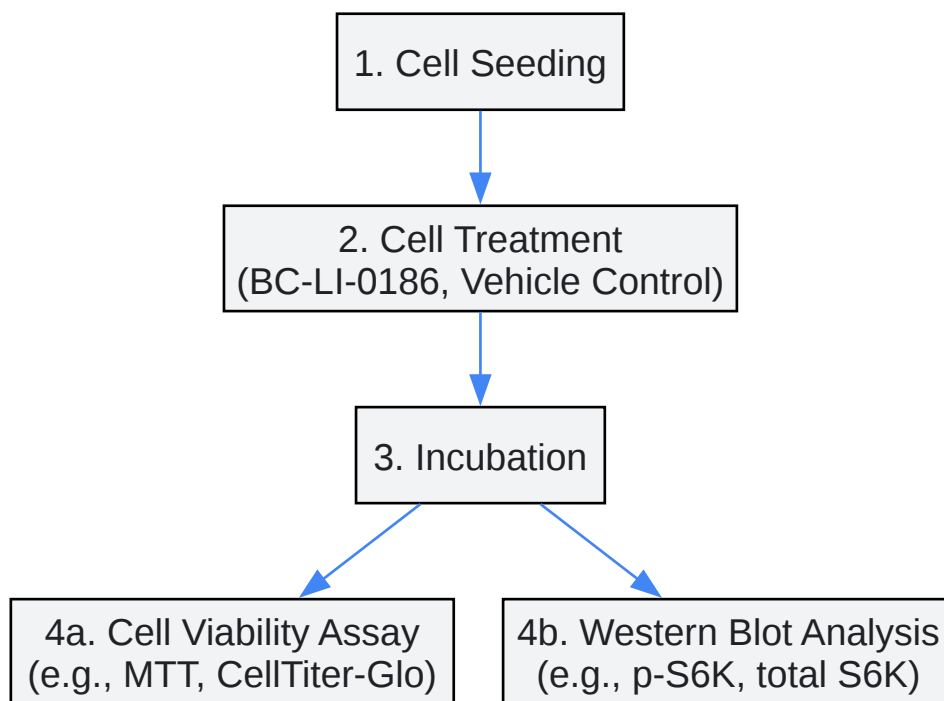 1. Cell Seeding
2. Cell Treatment
(BC-LI-0186, Vehicle Control)
3. Incubation
4a. Cell Viability Assay
(e.g., MTT, CellTiter-Glo)
4b. Western Blot Analysis
(e.g., p-S6K, total S6K)